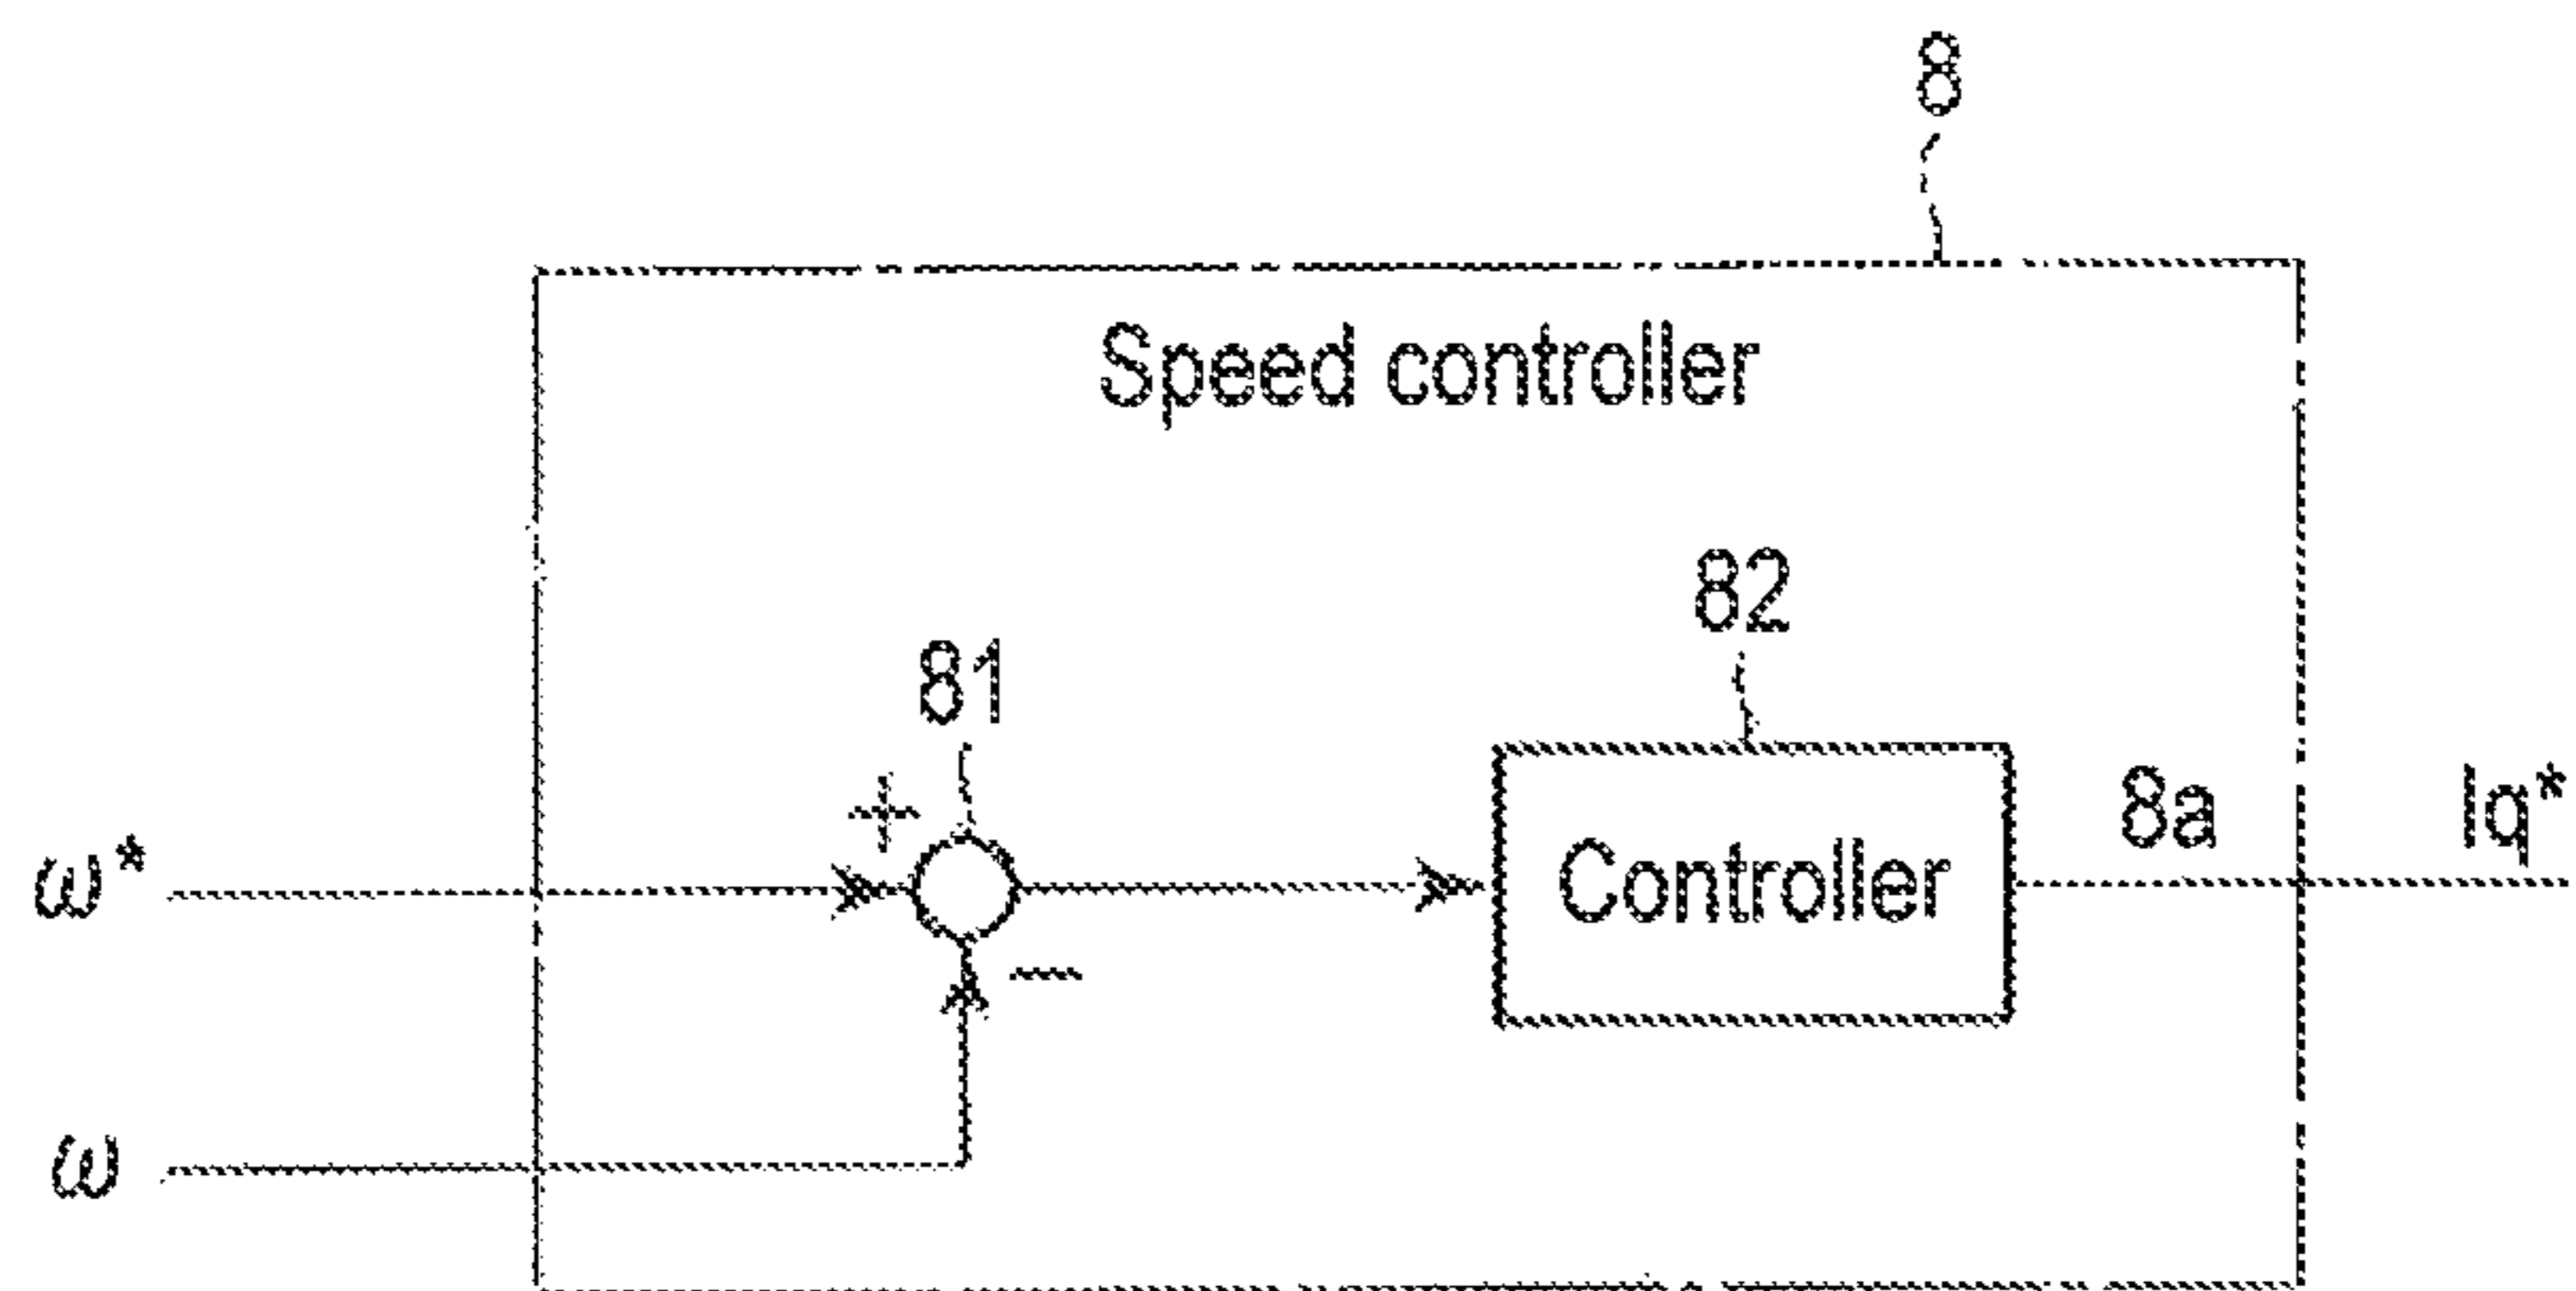 8
Speed controller
82
81
+
8a
Iq*
ω*
Controller
−
ω